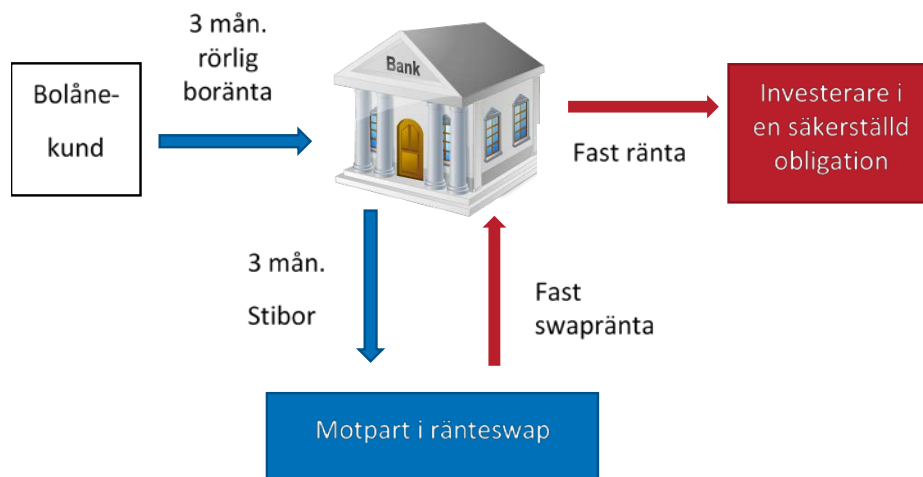 Bolåne-
kund
3 mån.
rörlig
boränta
Bank
Fast ränta
Investerare i
en säkerställd
obligation
3 mån.
Stibor
Fast
swapränta
Motpart i ränteswap